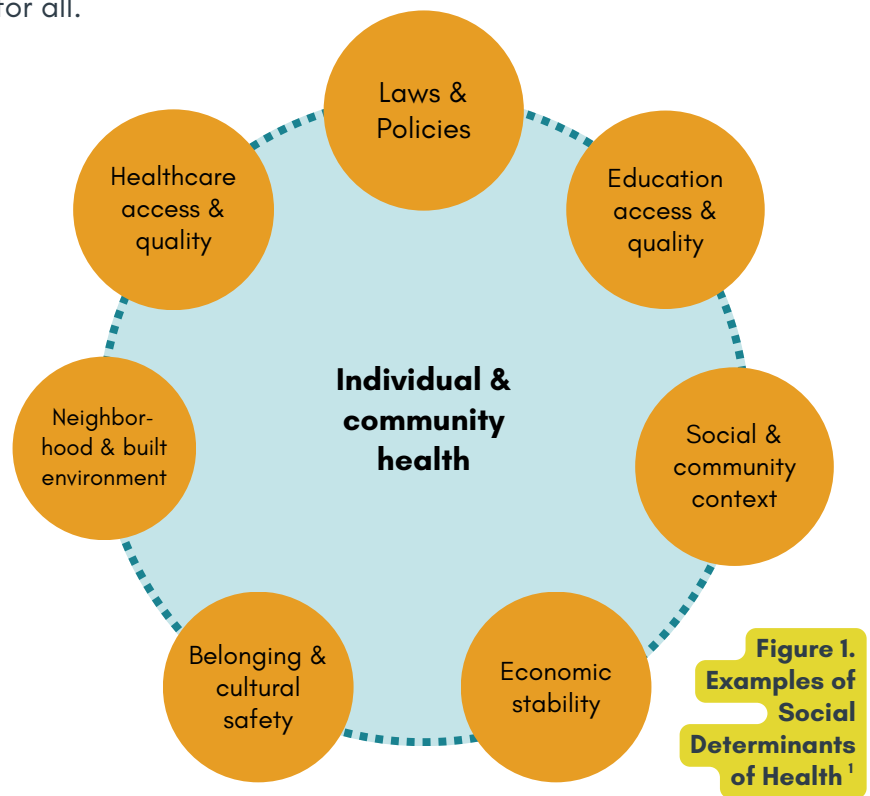 for all.
Laws &
Policies
Healthcare
access &
quality
Education
access &
quality
Individual &
community
health
Neighbor-
hood & built
environment
Social &
community
context
Belonging &
cultural
safety
Economic
stability
Figure 1.
Examples of
Social
Determinants
of Health 1